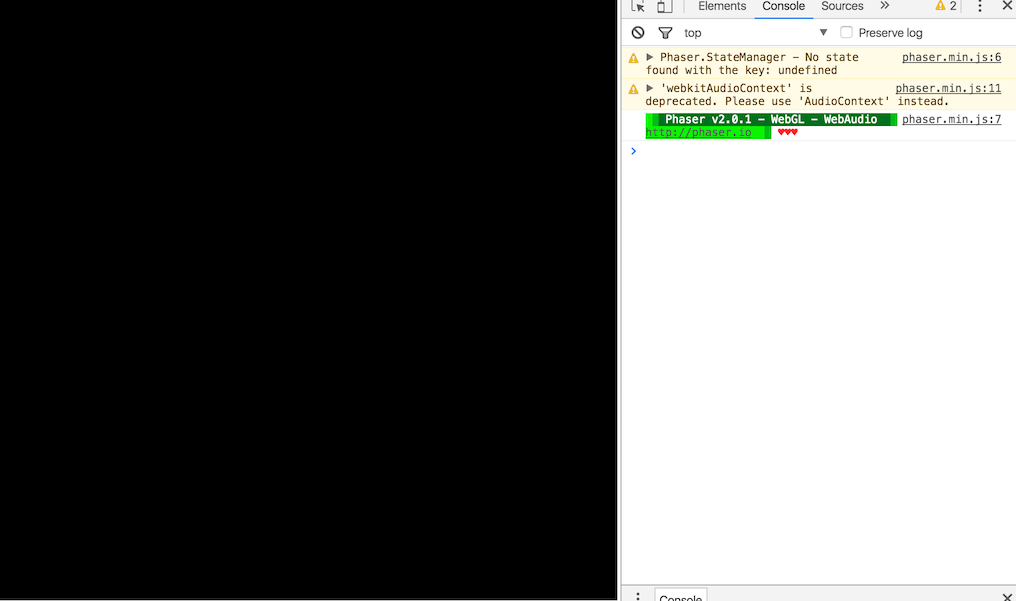 Elements Console Sources » 2
top ▼ Preserve log
Phaser.StateManager – No state phaser.min.js:6
found with the key: undefined
'webkitAudioContext' is phaser.min.js:11
deprecated. Please use 'AudioContext' instead.
Phaser v2.0.1 – WebGL – WebAudio phaser.min.js:7
http://phaser.io ♥♥♥
>
Console